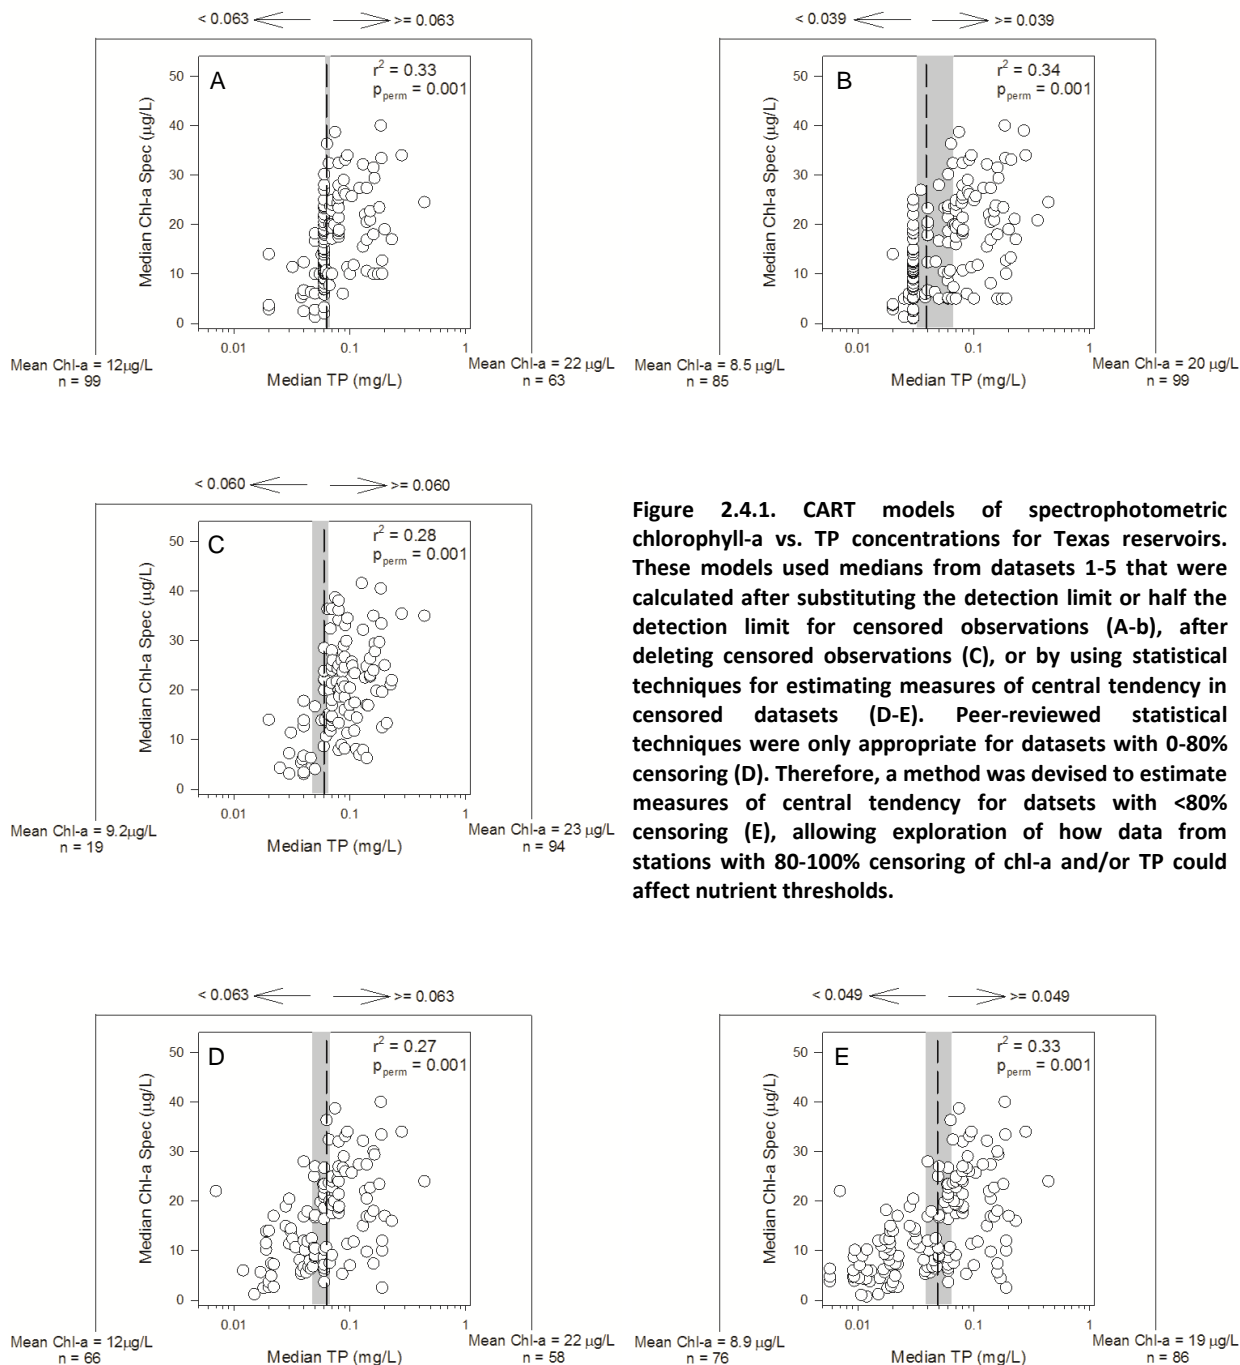 < 0.063 >= 0.063
A
r² = 0.33
p_perm = 0.001
50
40
30
20
10
0
Median Chl-a Spec (µg/L)
0.01 0.1 1
Median TP (mg/L)
Mean Chl-a = 12µg/L
n = 99
Mean Chl-a = 22 µg/L
n = 63
< 0.039 >= 0.039
B
r² = 0.34
p_perm = 0.001
50
40
30
20
10
0
Median Chl-a Spec (µg/L)
0.01 0.1 1
Median TP (mg/L)
Mean Chl-a = 8.5 µg/L
n = 85
Mean Chl-a = 20 µg/L
n = 99
< 0.060 >= 0.060
C
r² = 0.28
p_perm = 0.001
50
40
30
20
10
0
Median Chl-a Spec (µg/L)
0.01 0.1 1
Median TP (mg/L)
Mean Chl-a = 9.2µg/L
n = 19
Mean Chl-a = 23 µg/L
n = 94
Figure 2.4.1. CART models of spectrophotometric
chlorophyll-a vs. TP concentrations for Texas reservoirs.
These models used medians from datasets 1-5 that were
calculated after substituting the detection limit or half the
detection limit for censored observations (A-b), after
deleting censored observations (C), or by using statistical
techniques for estimating measures of central tendency in
censored datasets (D-E). Peer-reviewed statistical
techniques were only appropriate for datasets with 0-80%
censoring (D). Therefore, a method was devised to estimate
measures of central tendency for datsets with <80%
censoring (E), allowing exploration of how data from
stations with 80-100% censoring of chl-a and/or TP could
affect nutrient thresholds.
< 0.063 >= 0.063
D
r² = 0.27
p_perm = 0.001
50
40
30
20
10
0
Median Chl-a Spec (µg/L)
0.01 0.1 1
Median TP (mg/L)
Mean Chl-a = 12µg/L
n = 66
Mean Chl-a = 22 µg/L
n = 58
< 0.049 >= 0.049
E
r² = 0.33
p_perm = 0.001
50
40
30
20
10
0
Median Chl-a Spec (µg/L)
0.01 0.1 1
Median TP (mg/L)
Mean Chl-a = 8.9 µg/L
n = 76
Mean Chl-a = 19 µg/L
n = 86